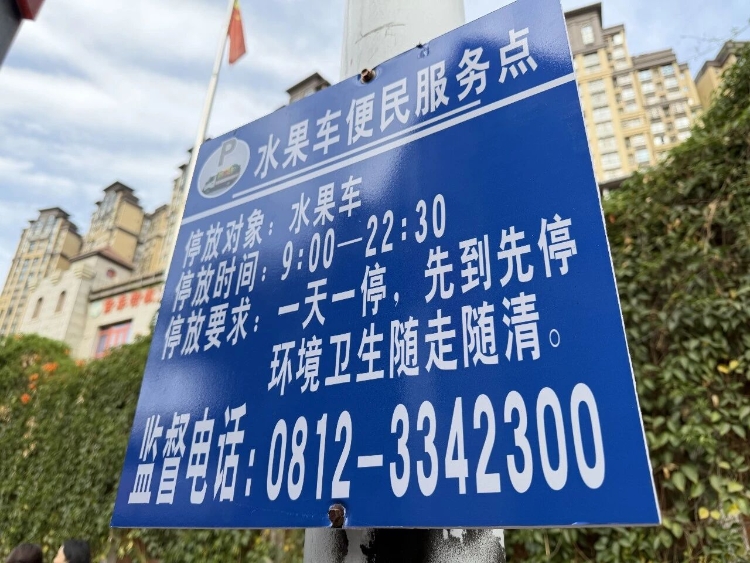 P
水果车便民服务点
停放对象：水果车
停放时间：9:00—22:30
停放要求：一天一停，先到先停
环境卫生随走随清。
监督电话：0812-3342300